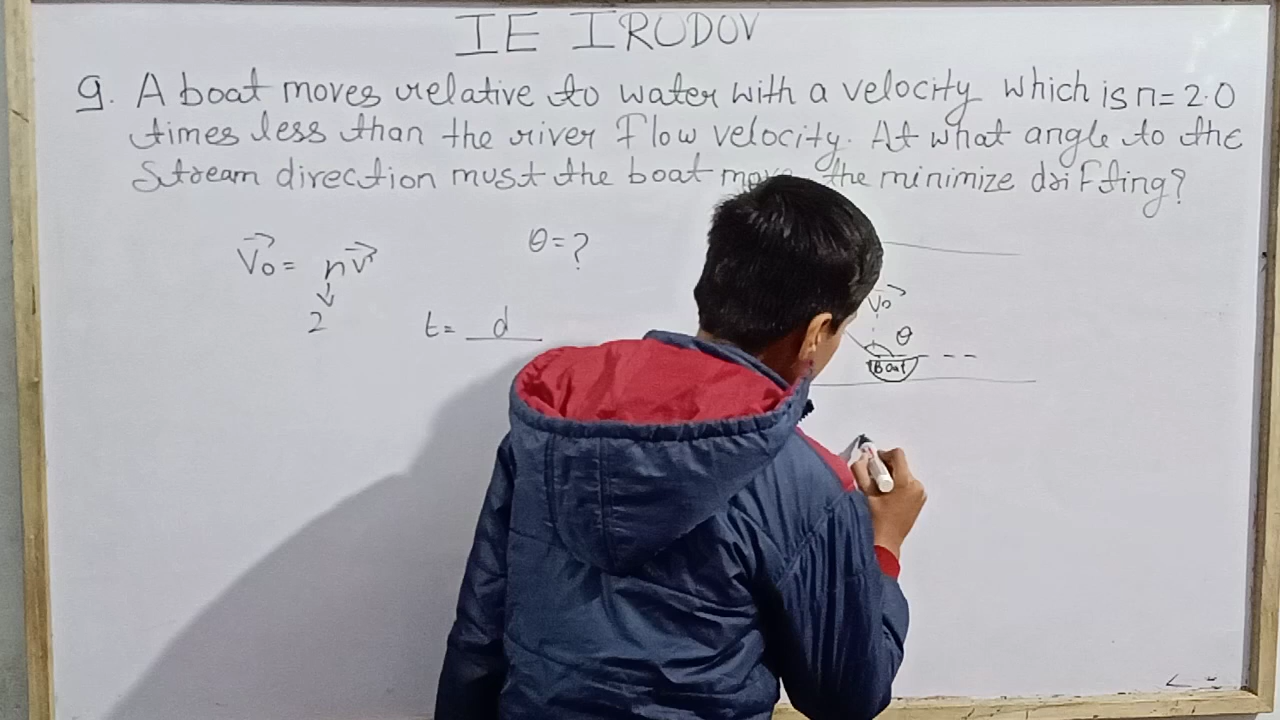 IE IRUDOV
9. A boat moves relative to water with a velocity which is n = 2.0
times less than the river flow velocity. At what angle to the
Stream direction must the boat the minimize drifting?
V₀ = nv
2
θ = ?
t = d
V₀
θ
Boat